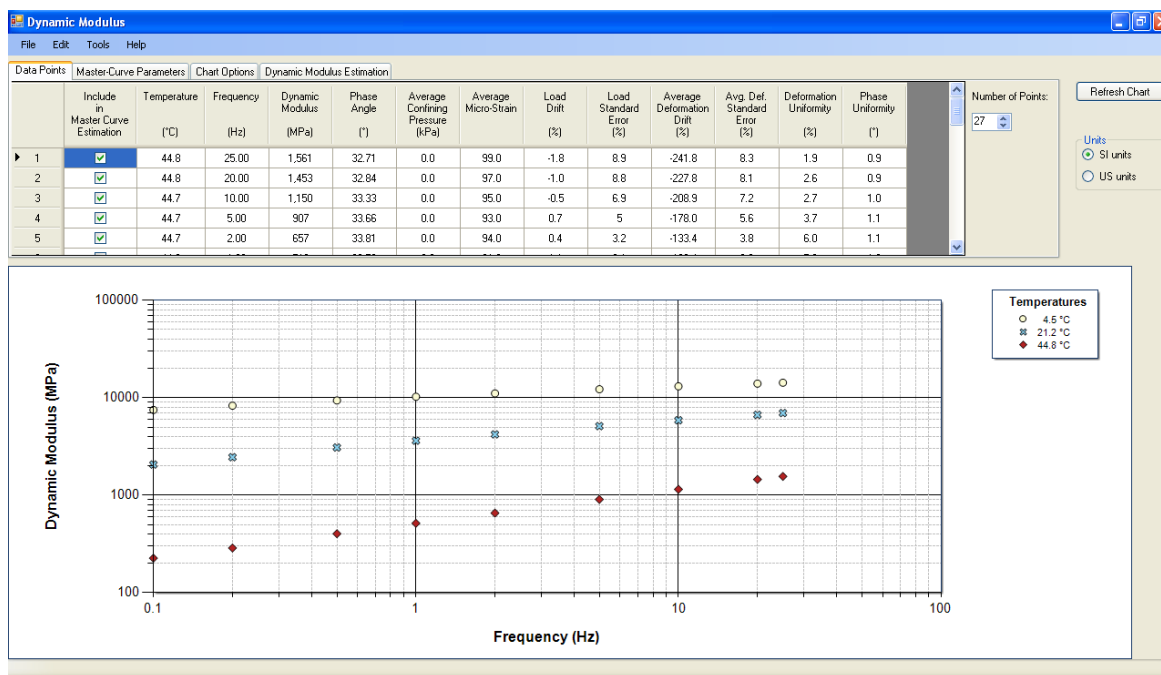 Dynamic Modulus
File Edit Tools Help
Data Points Master-Curve Parameters Chart Options Dynamic Modulus Estimation
Include in Master Curve Estimation Temperature (°C) Frequency (Hz) Dynamic Modulus (MPa) Phase Angle (°) Average Confining Pressure (kPa) Average Micro-Strain Load Drift (%) Load Standard Error (%) Average Deformation Drift (%) Avg. Def. Standard Error (%) Deformation Uniformity (%) Phase Uniformity (°)
1 44.8 25.00 1,561 32.71 0.0 99.0 -1.8 8.9 -241.8 8.3 1.9 0.9
2 44.8 20.00 1,453 32.84 0.0 97.0 -1.0 8.8 -227.8 8.1 2.6 0.9
3 44.7 10.00 1,150 33.33 0.0 95.0 -0.5 6.9 -208.9 7.2 2.7 1.0
4 44.7 5.00 907 33.66 0.0 93.0 0.7 5 -178.0 5.6 3.7 1.1
5 44.7 2.00 657 33.81 0.0 94.0 0.4 3.2 -133.4 3.8 6.0 1.1
Number of Points:
27
Refresh Chart
Units
SI units
US units
Dynamic Modulus (MPa)
100000
10000
1000
100
0.1 1 10 100
Frequency (Hz)
Temperatures
4.5 °C
21.2 °C
44.8 °C